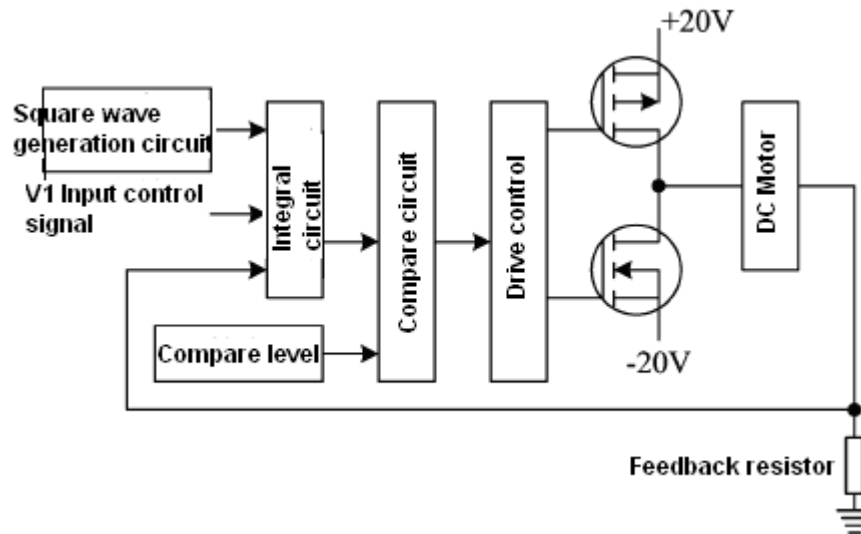 +20V
Square wave
generation circuit
V1 Input control
signal
Integral
circuit
Compare circuit
Drive control
DC Motor
Compare level
-20V
Feedback resistor